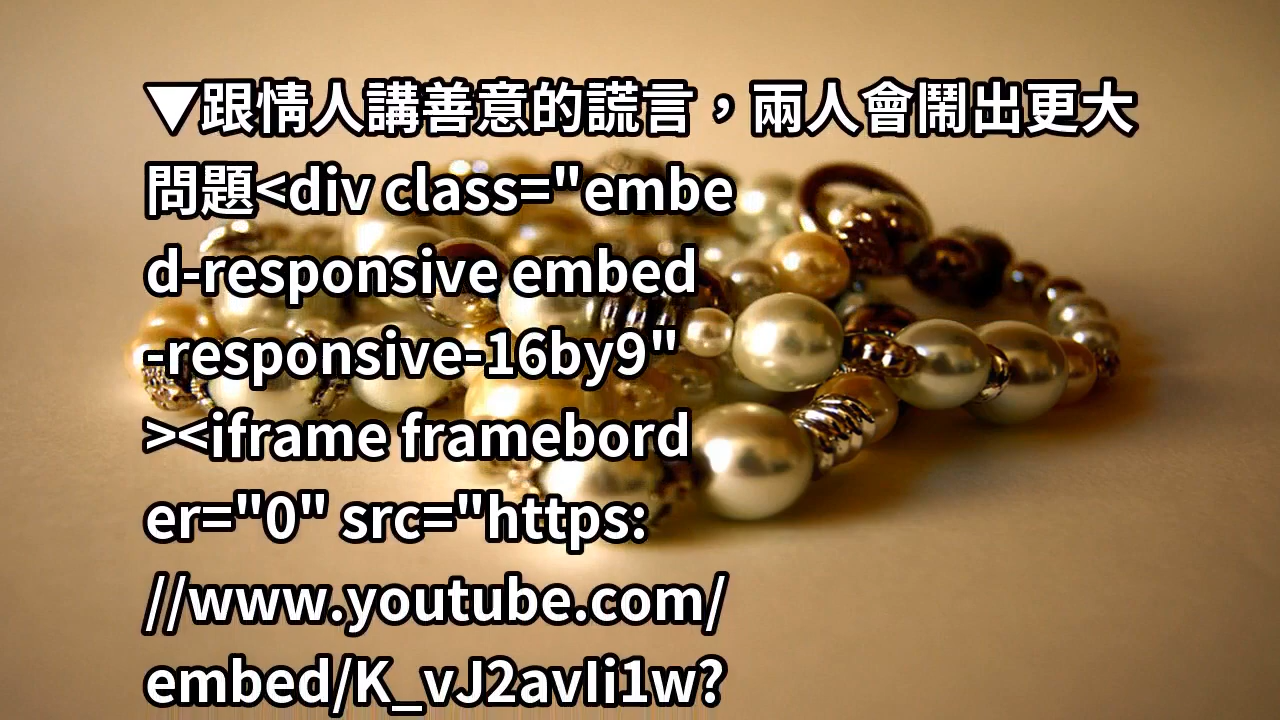 ▼跟情人講善意的謊言，兩人會鬧出更大
問題<div class="embe
d-responsive embed
-responsive-16by9"
><iframe framebord
er="0" src="https:
//www.youtube.com/
embed/K_vJ2avIi1w?